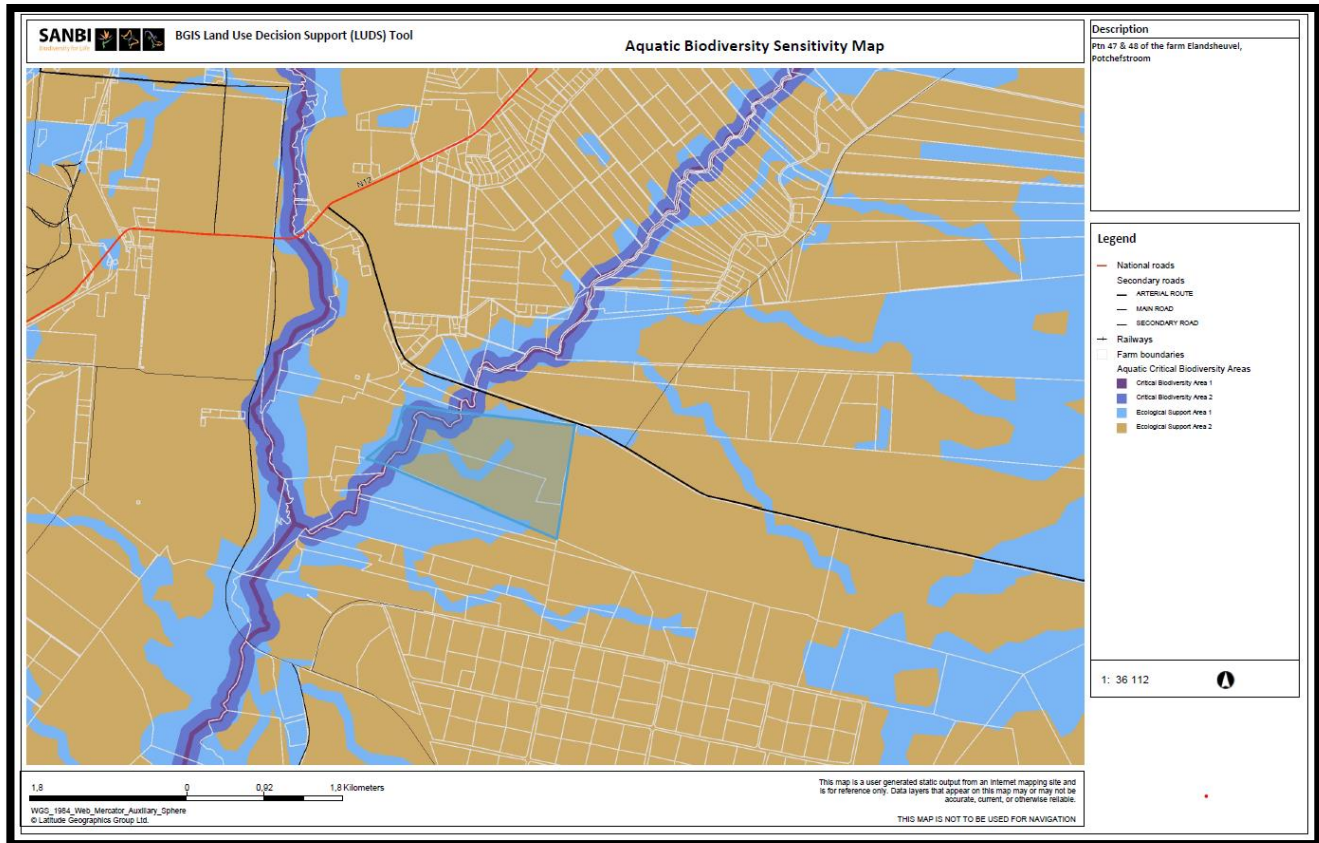 SANBI
Biodiversity for Life
BGIS Land Use Decision Support (LUDS) Tool
Aquatic Biodiversity Sensitivity Map
Description
Ptn 47 & 48 of the farm Elandsheuvel,
Potchefstroom
N12
Legend
National roads
Secondary roads
ARTERIAL ROUTE
MAIN ROAD
SECONDARY ROAD
Railways
Farm boundaries
Aquatic Critical Biodiversity Areas
Critical Biodiversity Area 1
Critical Biodiversity Area 2
Ecological Support Area 1
Ecological Support Area 2
1: 36 112
1,8 0 0,92 1,8 Kilometers
WGS_1984_Web_Mercator_Auxiliary_Sphere
© Latitude Geographics Group Ltd.
This map is a user generated static output from an Internet mapping site and
is for reference only. Data layers that appear on this map may or may not be
accurate, current, or otherwise reliable.
THIS MAP IS NOT TO BE USED FOR NAVIGATION